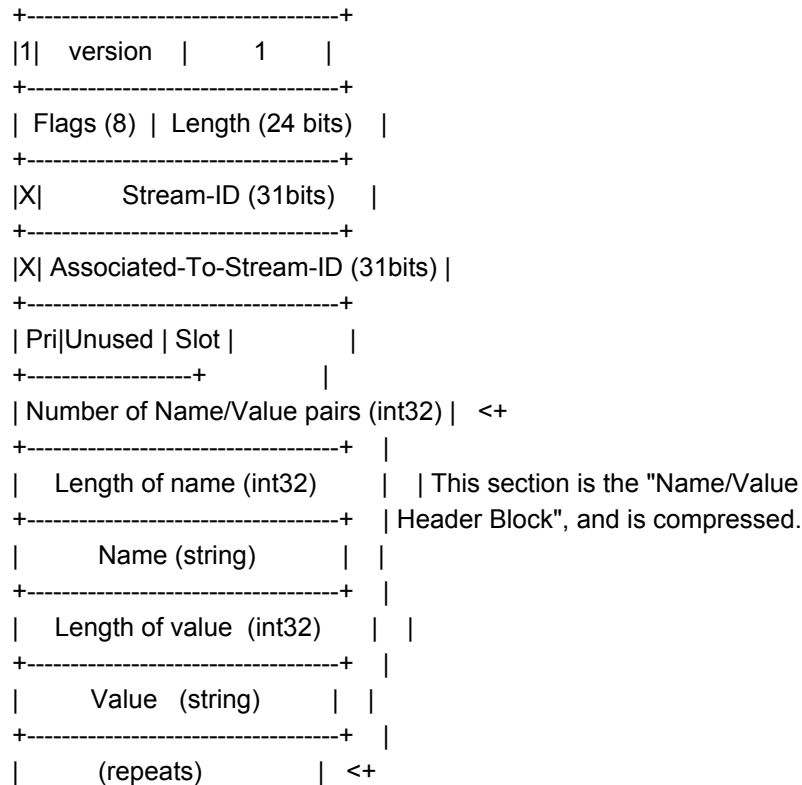 +------------------------------------+
|1| version | 1 |
+------------------------------------+
| Flags (8) | Length (24 bits) |
+------------------------------------+
|X| Stream-ID (31bits) |
+------------------------------------+
|X| Associated-To-Stream-ID (31bits) |
+------------------------------------+
| Pri|Unused | Slot | |
+-------------------+ |
| Number of Name/Value pairs (int32) | <+
+------------------------------------+ |
| Length of name (int32) | | This section is the "Name/Value
+------------------------------------+ | Header Block", and is compressed.
| Name (string) | |
+------------------------------------+ |
| Length of value (int32) | |
+------------------------------------+ |
| Value (string) | |
+------------------------------------+ |
| (repeats) | <+